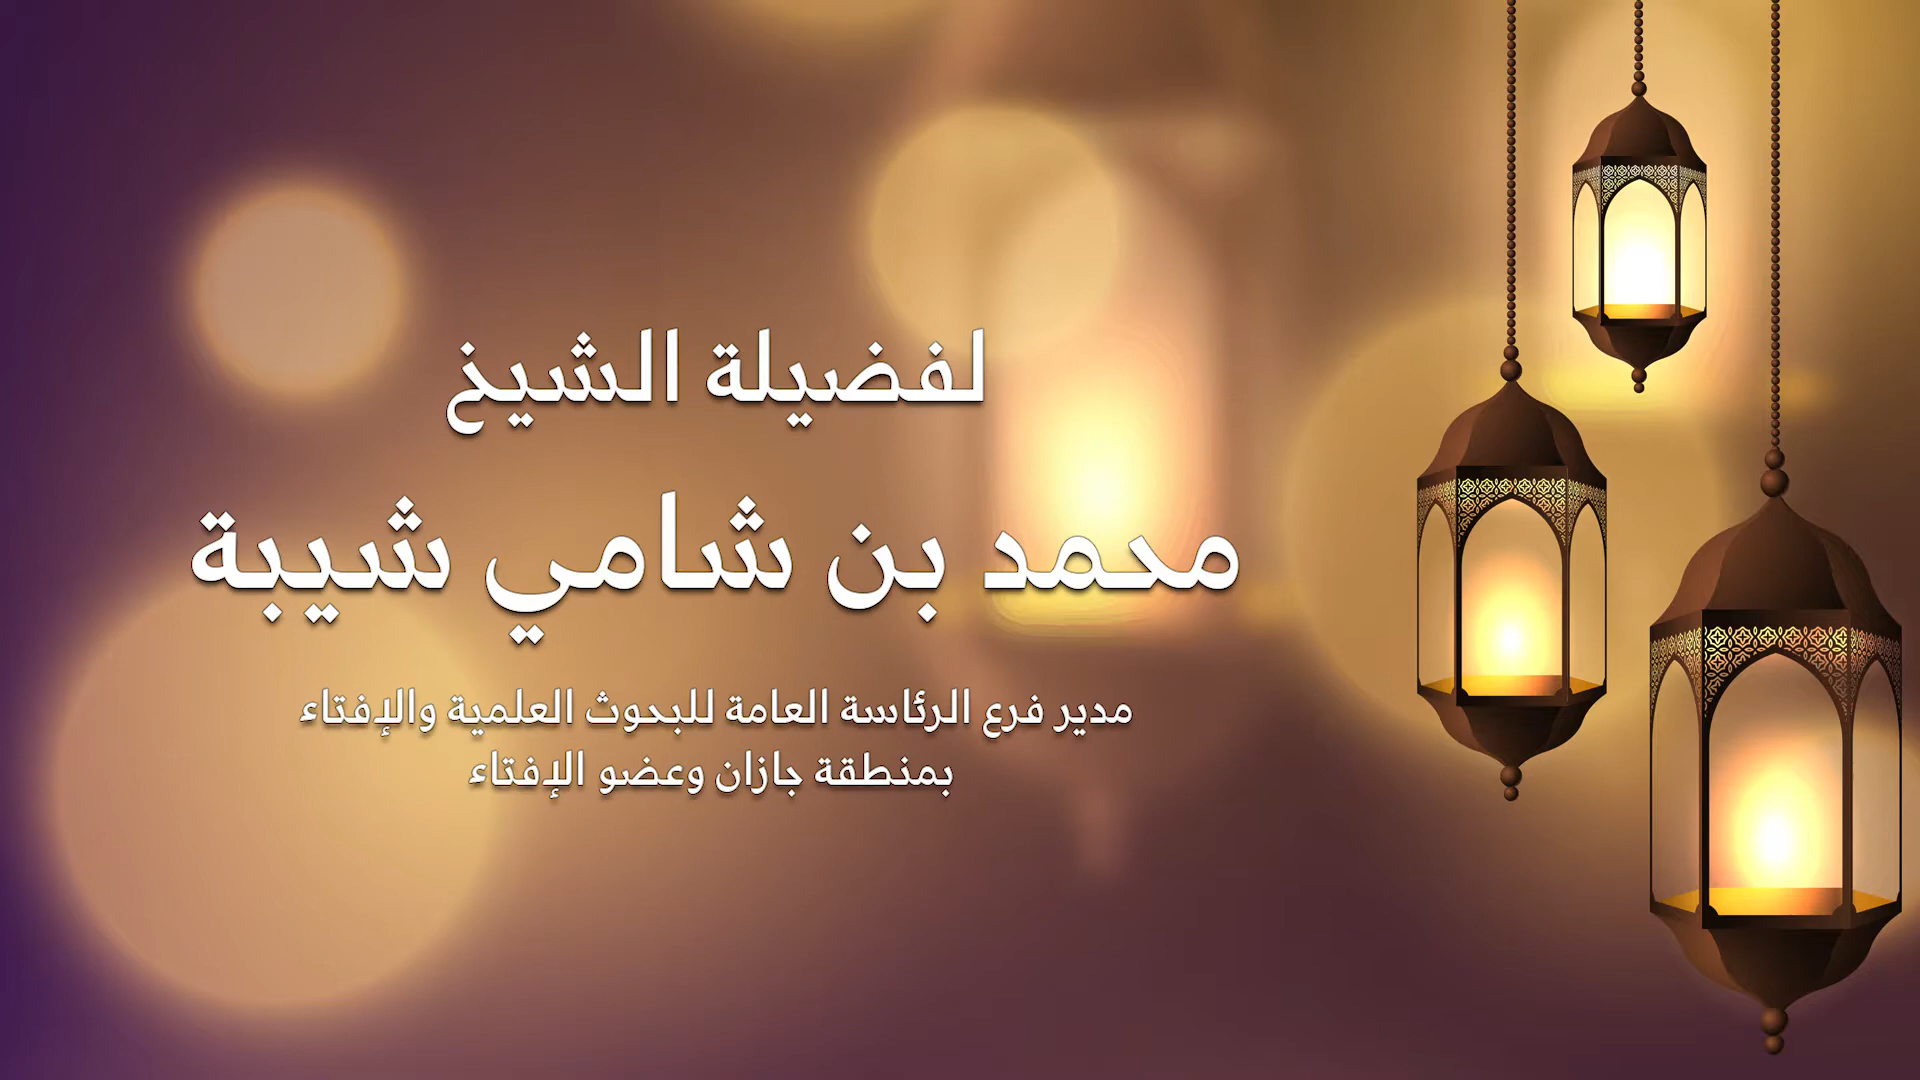 لفضيلة الشيخ
محمد بن شامي شيبة
مدير فرع الرئاسة العامة للبحوث العلمية والإفتاء
بمنطقة جازان وعضو الإفتاء